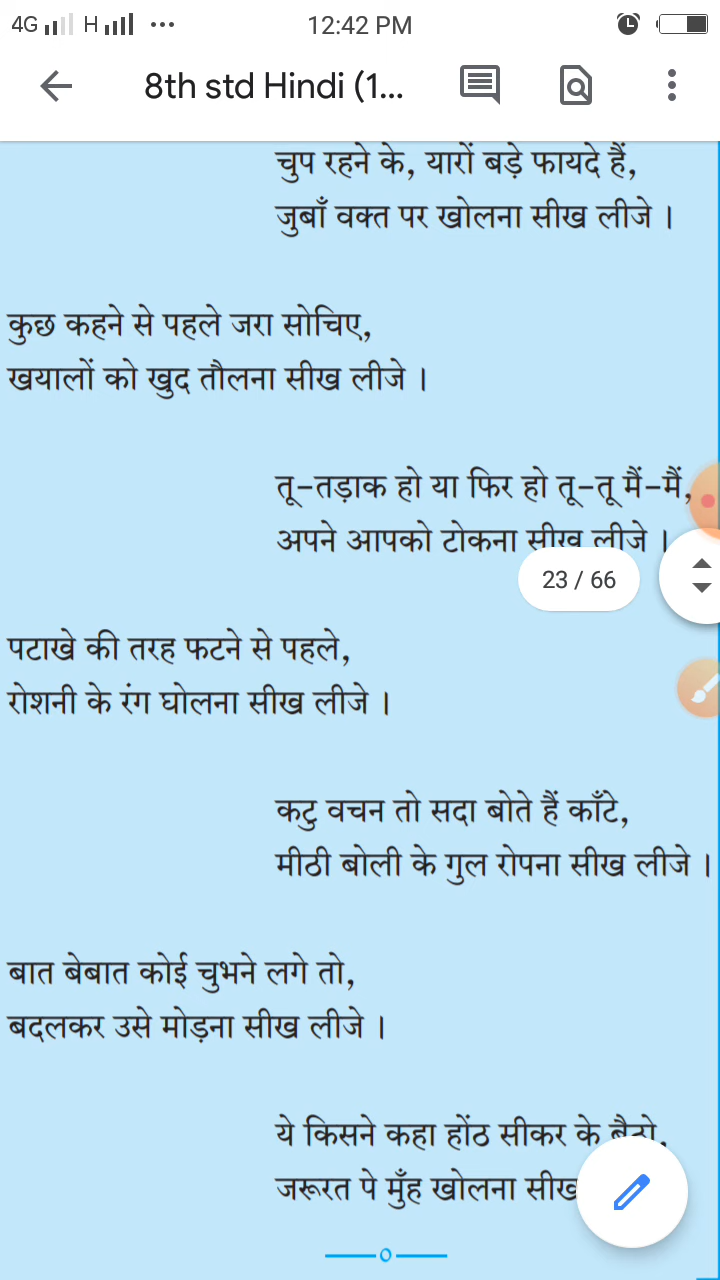 4G H ... 12:42 PM
8th std Hindi (1...
चुप रहने के, यारों बड़े फायदे हैं,
जुबाँ वक्त पर खोलना सीख लीजे ।
कुछ कहने से पहले जरा सोचिए,
खयालों को खुद तौलना सीख लीजे ।
तू-तड़ाक हो या फिर हो तू-तू मैं-मैं,
अपने आपको टोकना सीख लीजे ।
23 / 66
पटाखे की तरह फटने से पहले,
रोशनी के रंग घोलना सीख लीजे ।
कटु वचन तो सदा बोते हैं काँटे,
मीठी बोली के गुल रोपना सीख लीजे ।
बात बेबात कोई चुभने लगे तो,
बदलकर उसे मोड़ना सीख लीजे ।
ये किसने कहा होंठ सीकर के बैठो,
जरूरत पे मुँह खोलना सीख